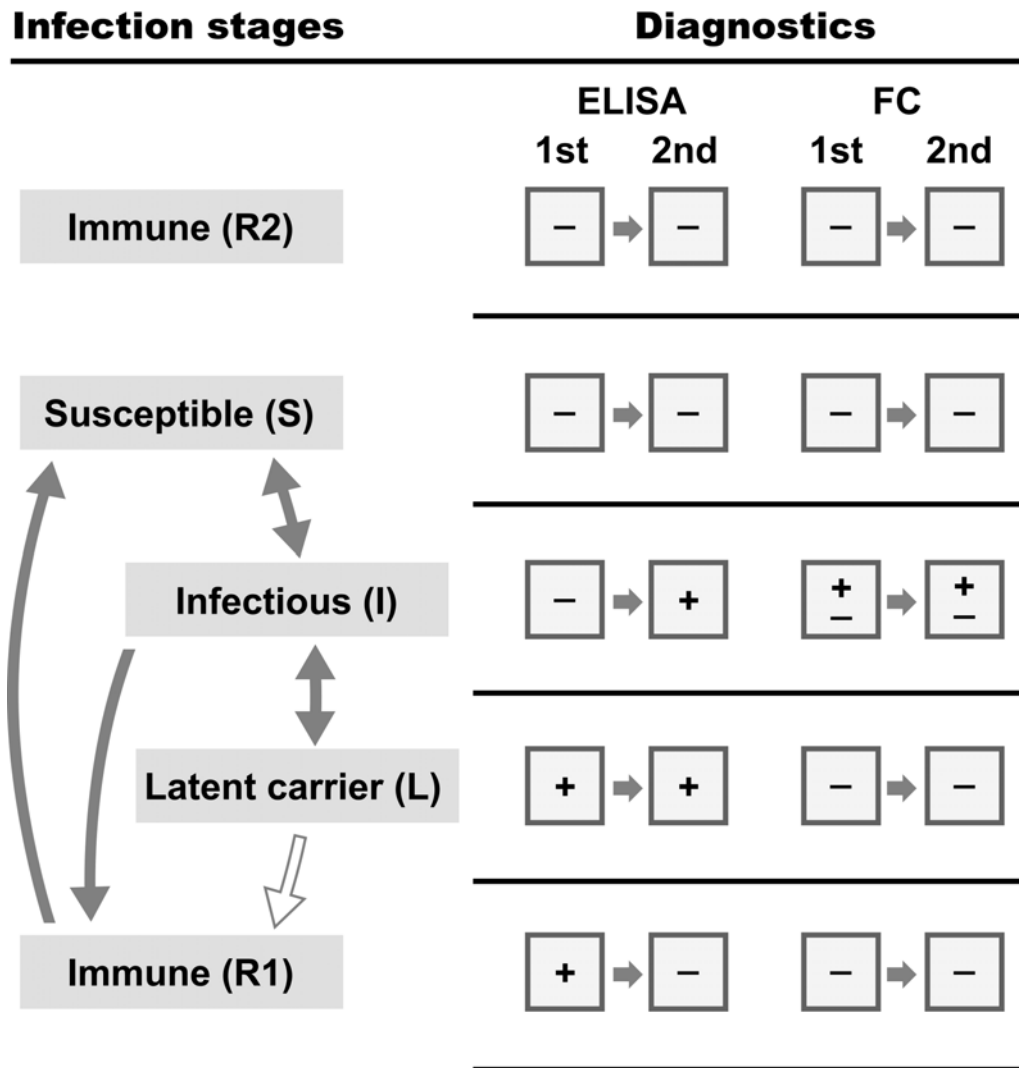 Infection stages Diagnostics
ELISA FC
1st 2nd 1st 2nd
Immune (R2) – – – –
Susceptible (S) – – – –
Infectious (I) – + + – + –
Latent carrier (L) + + – –
Immune (R1) + – – –